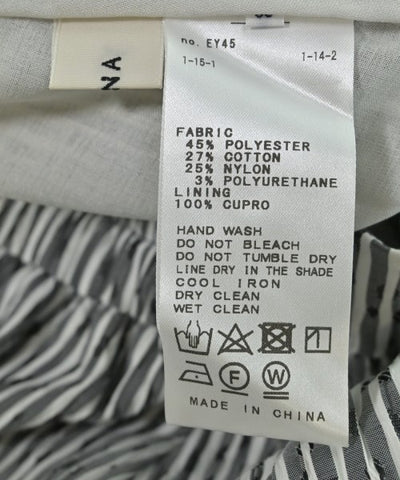 NA
no. EY45
1-15-1 1-14-2
FABRIC
45% POLYESTER
27% COTTON
25% NYLON
3% POLYURETHANE
LINING
100% CUPRO
HAND WASH
DO NOT BLEACH
DO NOT TUMBLE DRY
LINE DRY IN THE SHADE
COOL IRON
DRY CLEAN
WET CLEAN
F W
MADE IN CHINA